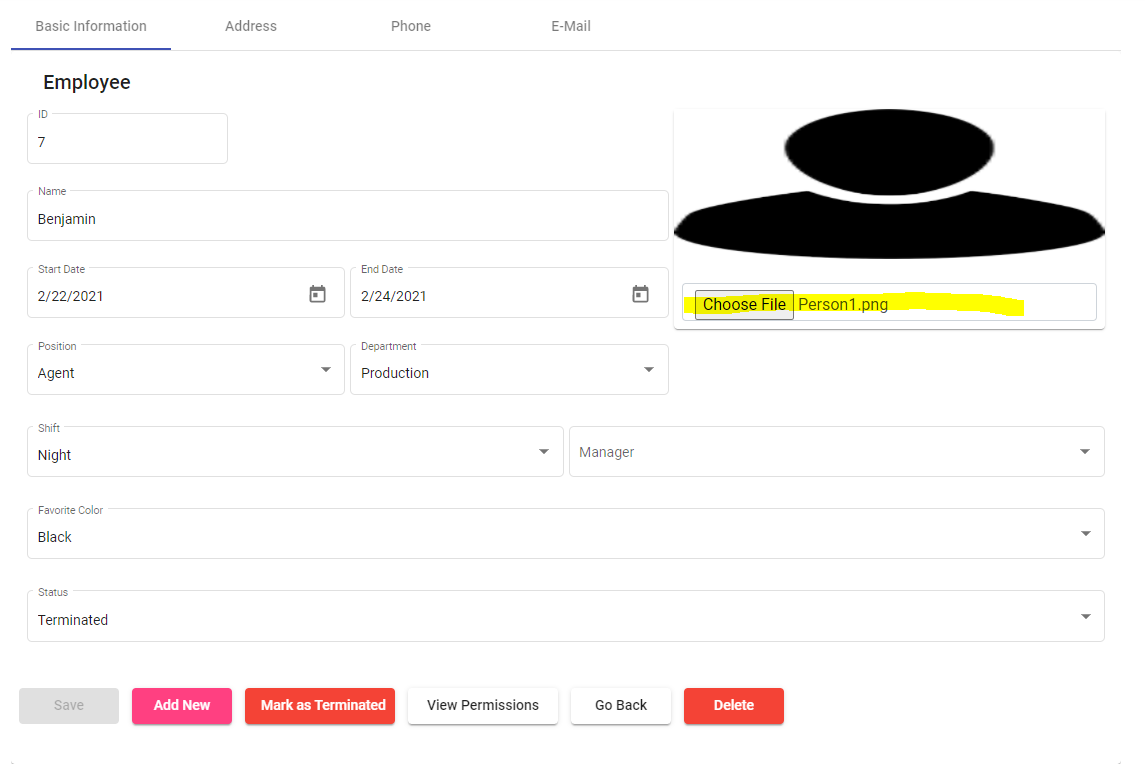 Basic Information Address Phone E-Mail
Employee
ID
7
Name
Benjamin
Start Date
2/22/2021
End Date
2/24/2021
Choose File Person1.png
Position
Agent
Department
Production
Shift
Night
Manager
Favorite Color
Black
Status
Terminated
Save Add New Mark as Terminated View Permissions Go Back Delete